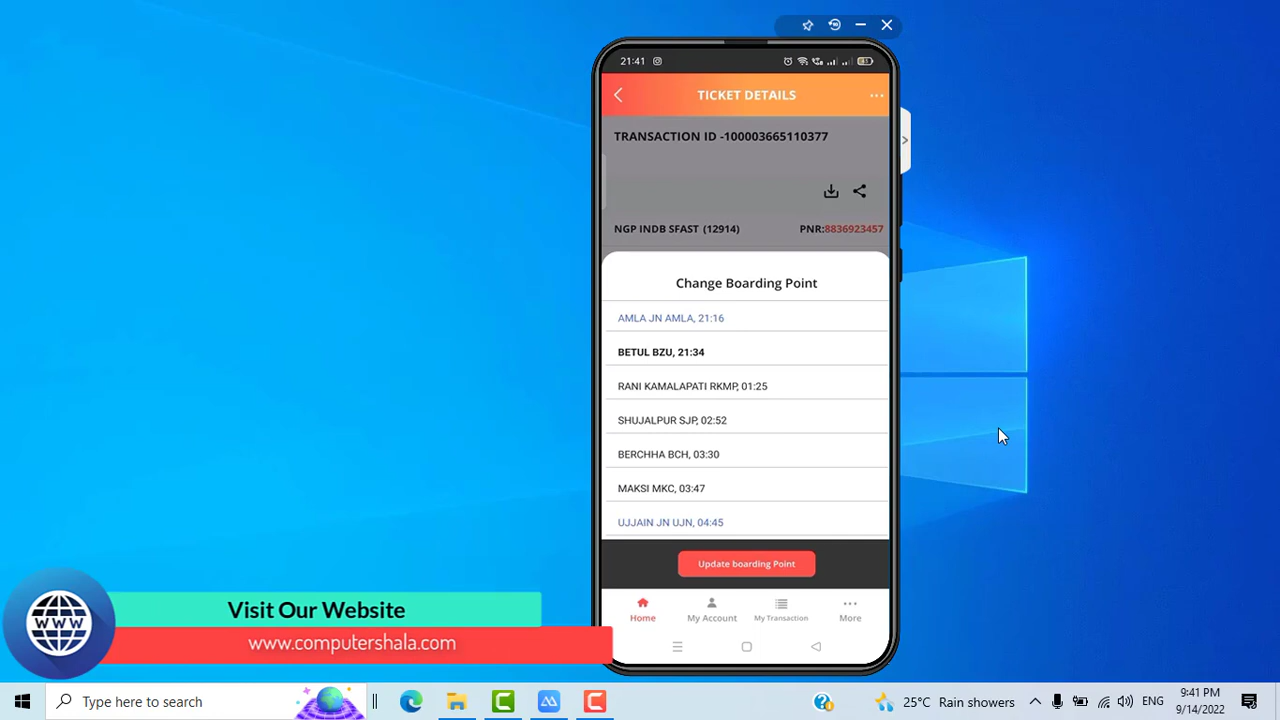 21:41
TICKET DETAILS
TRANSACTION ID -100003665110377
NGP INDB SFAST (12914) PNR:8836923457
Change Boarding Point
AMLA JN AMLA, 21:16
BETUL BZU, 21:34
RANI KAMALAPATI RKMP, 01:25
SHUJALPUR SJP, 02:52
BERCHHA BCH, 03:30
MAKSI MKC, 03:47
UJJAIN JN UJN, 04:45
Update boarding Point
Home My Account My Transaction More
WWW
Visit Our Website
www.computershala.com
Type here to search
25°C Rain showers
ENG
9:41 PM
9/14/2022